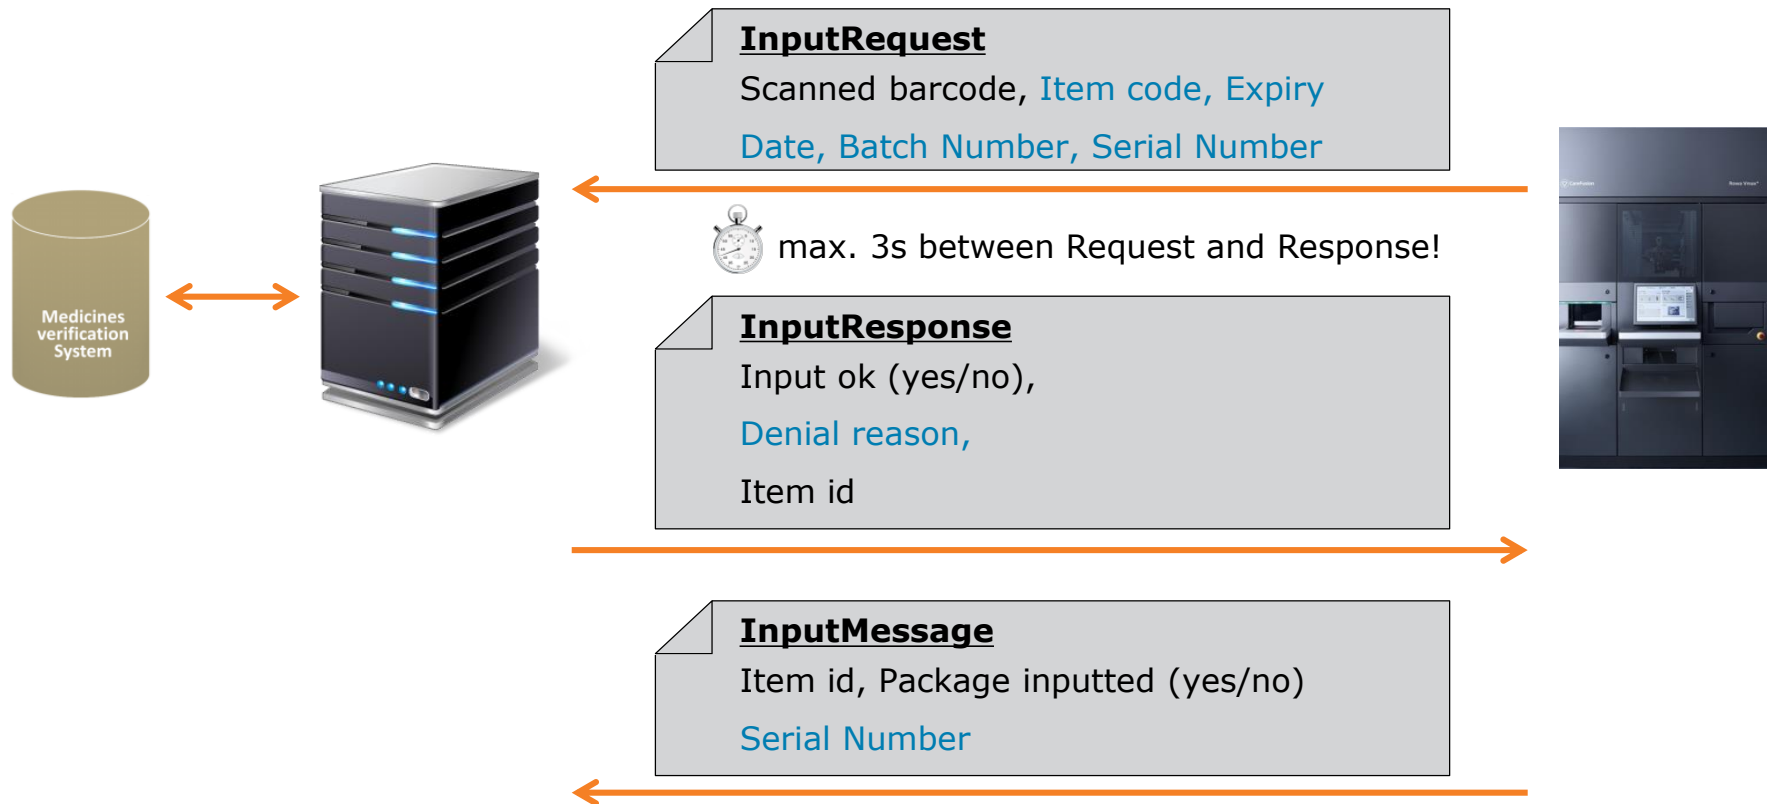 InputRequest
Scanned barcode, Item code, Expiry
Date, Batch Number, Serial Number
max. 3s between Request and Response!
Medicines
verification
System
InputResponse
Input ok (yes/no),
Denial reason,
Item id
InputMessage
Item id, Package inputted (yes/no)
Serial Number
CareFusion